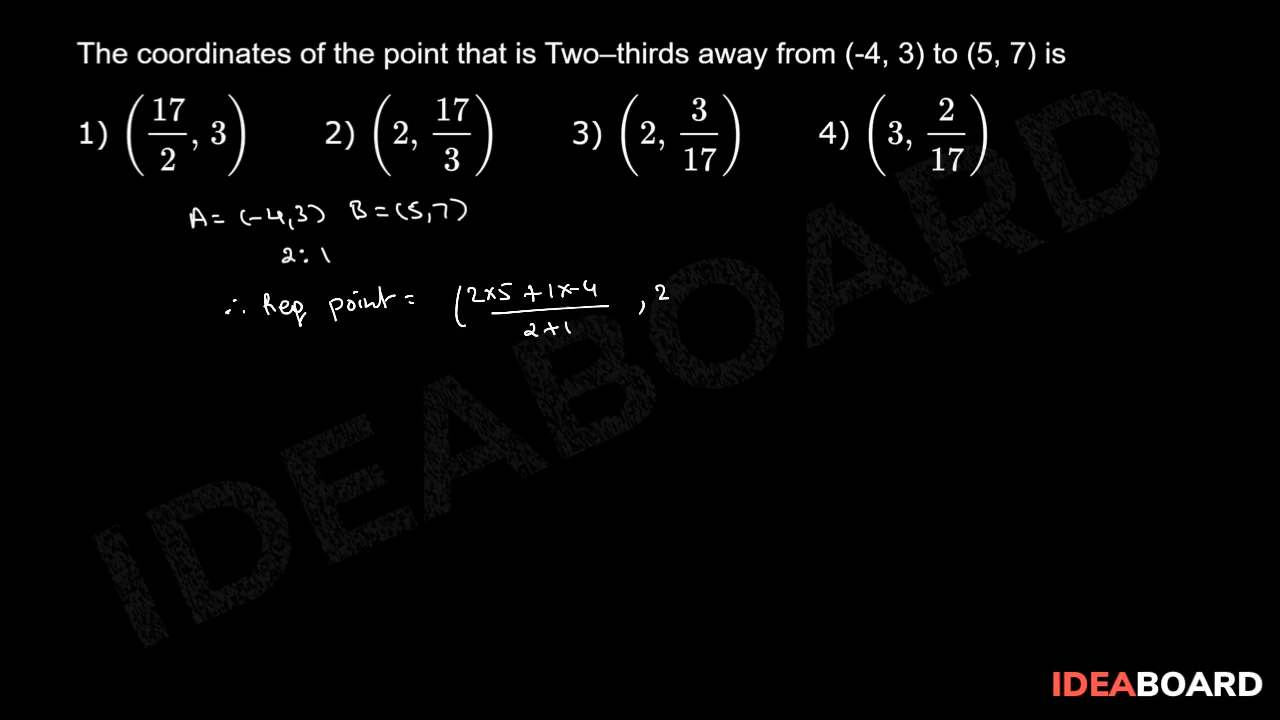 The coordinates of the point that is Two–thirds away from (-4, 3) to (5, 7) is
1) (17/2, 3) 2) (2, 17/3) 3) (2, 3/17) 4) (3, 2/17)
A = (-4,3) B = (5,7)
2:1
∴ Req point = (2×5 + 1×-4 / 2+1 , 2
IDEABOARD
IDEABOARD